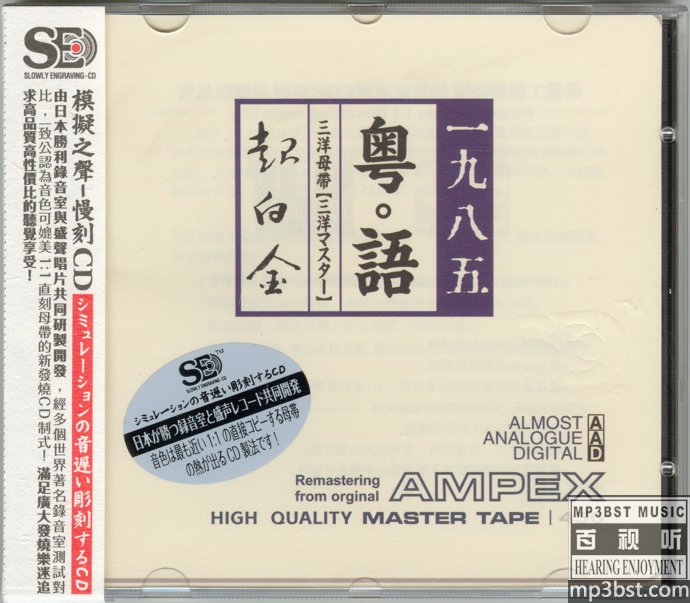 SE
SLOWLY ENGRAVING-CD
模擬之聲-慢刻CD シミュレーションの音遅い彫刻するCD
由日本勝利錄音室與盛聲唱片共同研製開發，經多個世界著名錄音室測試對
比，一致公認為音色可媲美1:1直刻母帶的新發燒CD制式！滿足廣大發燒樂迷追
求高品質高性價比的聽覺享受！
一九八五
粵。語
三洋母帶【三洋マスター】
超白金
SE™
SLOWLY ENGRAVING-CD
シミュレーションの音遅い彫刻するCD
日本が勝つ録音室と盛声レコード共同開発
音色は最も近い1:1の直接コピーする母帯
の熱が出るCD製法です！
ALMOST A
ANALOGUE A
DIGITAL D
Remastering
from orginal AMPEX
HIGH QUALITY MASTER TAPE | 4
MP3BST MUSIC
百视听
HEARING ENJOYMENT
mp3bst.com